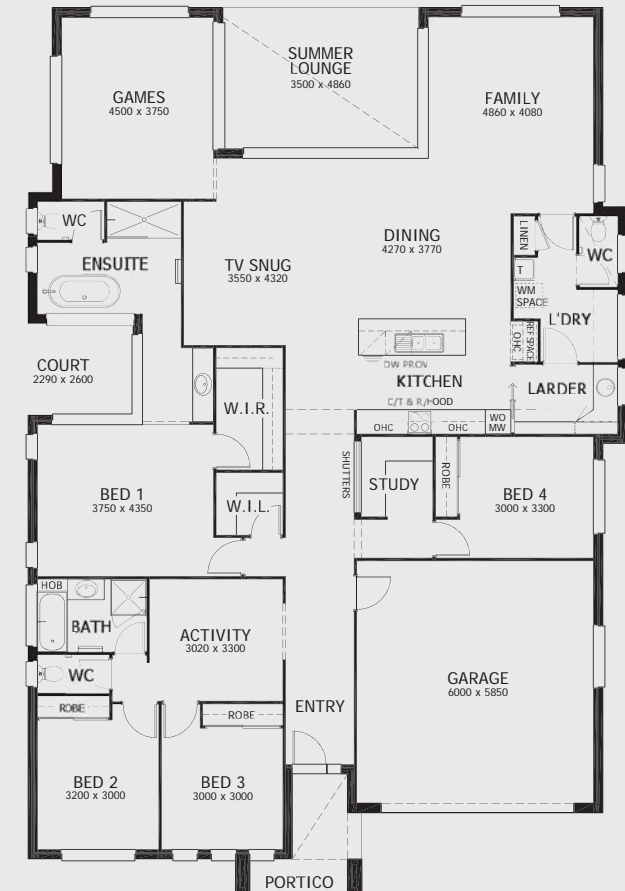 SUMMER
LOUNGE
3500 x 4860
GAMES
4500 x 3750
FAMILY
4860 x 4080
WC
ENSUITE
TV SNUG
3550 x 4320
DINING
4270 x 3770
LINEN
WC
T
WM
SPACE
L'DRY
OHC
REF SPACE
COURT
2290 x 2600
DW PROV
KITCHEN
C/T & R/HOOD
LARDER
W.I.R.
OHC
OHC
WO
MW
SHUTTERS
STUDY
ROBE
BED 4
3000 x 3300
BED 1
3750 x 4350
W.I.L.
HOB
BATH
ACTIVITY
3020 x 3300
WC
ROBE
ROBE
ENTRY
GARAGE
6000 x 5850
BED 2
3200 x 3000
BED 3
3000 x 3000
PORTICO